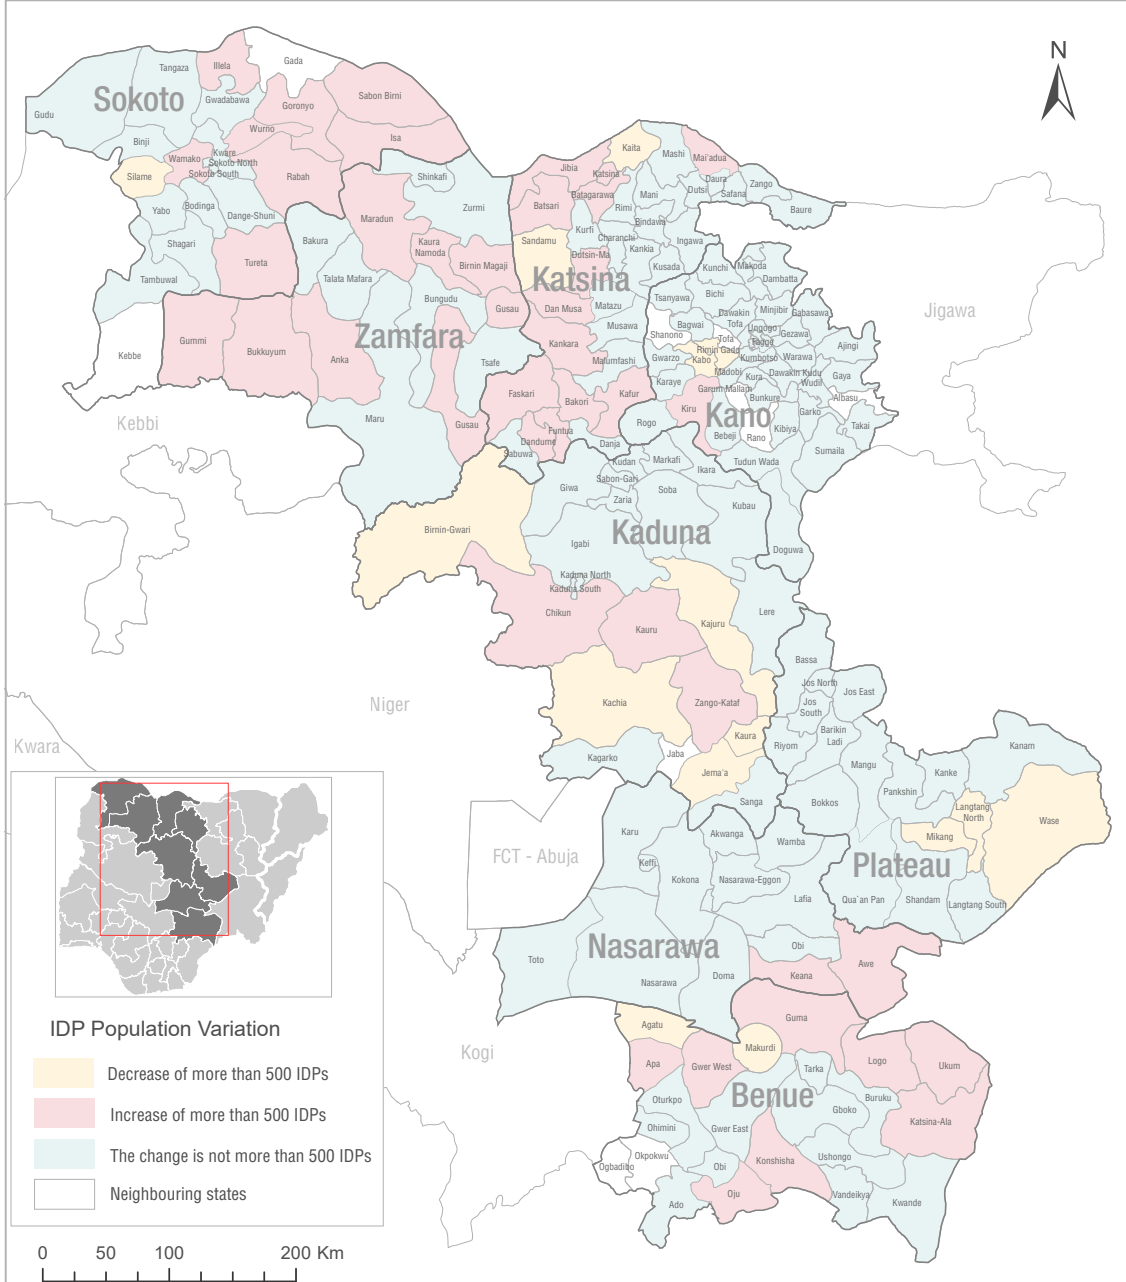 N
Sokoto
Tangaza
Illela
Gada
Gudu
Gwadabawa
Goronyo
Sabon Birni
Binji
Wurno
Isa
Silame
Wamako
Kware
Sokoto North
Sokoto South
Rabah
Yabo
Bodinga
Dange-Shuni
Shagari
Tureta
Tambuwal
Kebbe
Shinkafi
Zurmi
Maradun
Bakura
Kaura
Namoda
Birnin Magaji
Talata Mafara
Bungudu
Gusau
Zamfara
Gummi
Bukkuyum
Anka
Tsafe
Maru
Gusau
Kebbi
Kaita
Mashi
Mai`adua
Jibia
Katsina
Daura
Zango
Batagarawa
Mani
Dutsi
Safana
Batsari
Rimi
Baure
Kurfi
Bindawa
Sandamu
Charanchi
Ingawa
Dutsin-Ma
Kankia
Kusada
Katsina
Dan Musa
Matazu
Musawa
Kankara
Malumfashi
Faskari
Bakori
Kafur
Funtua
Dandume
Danja
Sabuwa
Kunchi
Makoda
Dambatta
Tsanyawa
Bichi
Minjibir
Gabasawa
Dawakin
Tofa
Bagwai
Ungogo
Gezawa
Shanono
Tofa
Fagge
Ajingi
Rimin Gado
Gwarzo
Kabo
Kumbotso
Warawa
Madobi
Dawakin Kudu
Karaye
Kura
Wudil
Gaya
Garum Mallam
Bunkure
Albasu
Kiru
Kano
Garko
Rogo
Bebeji
Rano
Kibiya
Takai
Sumaila
Tudun Wada
Doguwa
Jigawa
Kudan
Markafi
Ikara
Sabon-Gari
Giwa
Soba
Zaria
Kubau
Birnin-Gwari
Kaduna
Igabi
Kaduna North
Kaduna South
Chikun
Lere
Kauru
Kajuru
Kachia
Zango-Kataf
Kaura
Jaba
Kagarko
Jema`a
Sanga
Niger
Kwara
Bassa
Jos North
Jos East
Jos
South
Barikin
Ladi
Riyom
Kanam
Mangu
Kanke
Pankshin
Bokkos
Langtang
North
Wase
Mikang
Plateau
Qua`an Pan
Shandam
Langtang South
FCT - Abuja
Karu
Akwanga
Wamba
Keffi
Kokona
Nasarawa-Eggon
Lafia
Nasarawa
Obi
Toto
Nasarawa
Doma
Keana
Awe
Kogi
Agatu
Guma
Makurdi
Apa
Gwer West
Tarka
Logo
Ukum
Benue
Oturkpo
Buruku
Gboko
Katsina-Ala
Ohimini
Gwer East
Okpokwu
Ogbadibo
Obi
Konshisha
Ushongo
Ado
Oju
Vandeikya
Kwande
IDP Population Variation
Decrease of more than 500 IDPs
Increase of more than 500 IDPs
The change is not more than 500 IDPs
Neighbouring states
0 50 100 200 Km